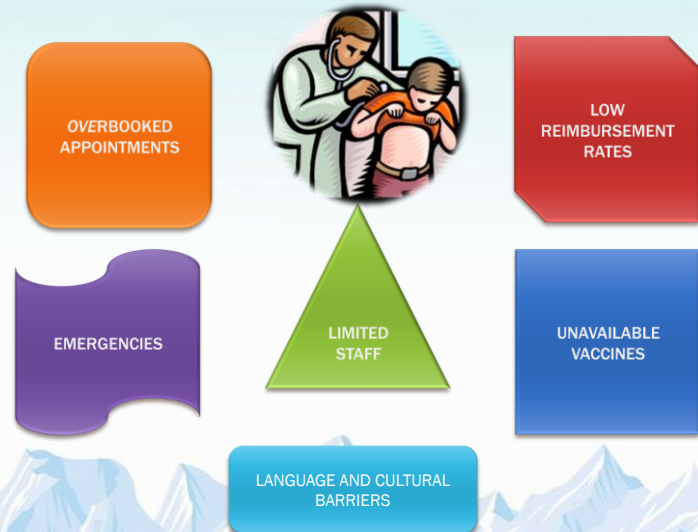 OVERBOOKED
APPOINTMENTS
LOW
REIMBURSEMENT
RATES
EMERGENCIES
LIMITED
STAFF
UNAVAILABLE
VACCINES
LANGUAGE AND CULTURAL
BARRIERS